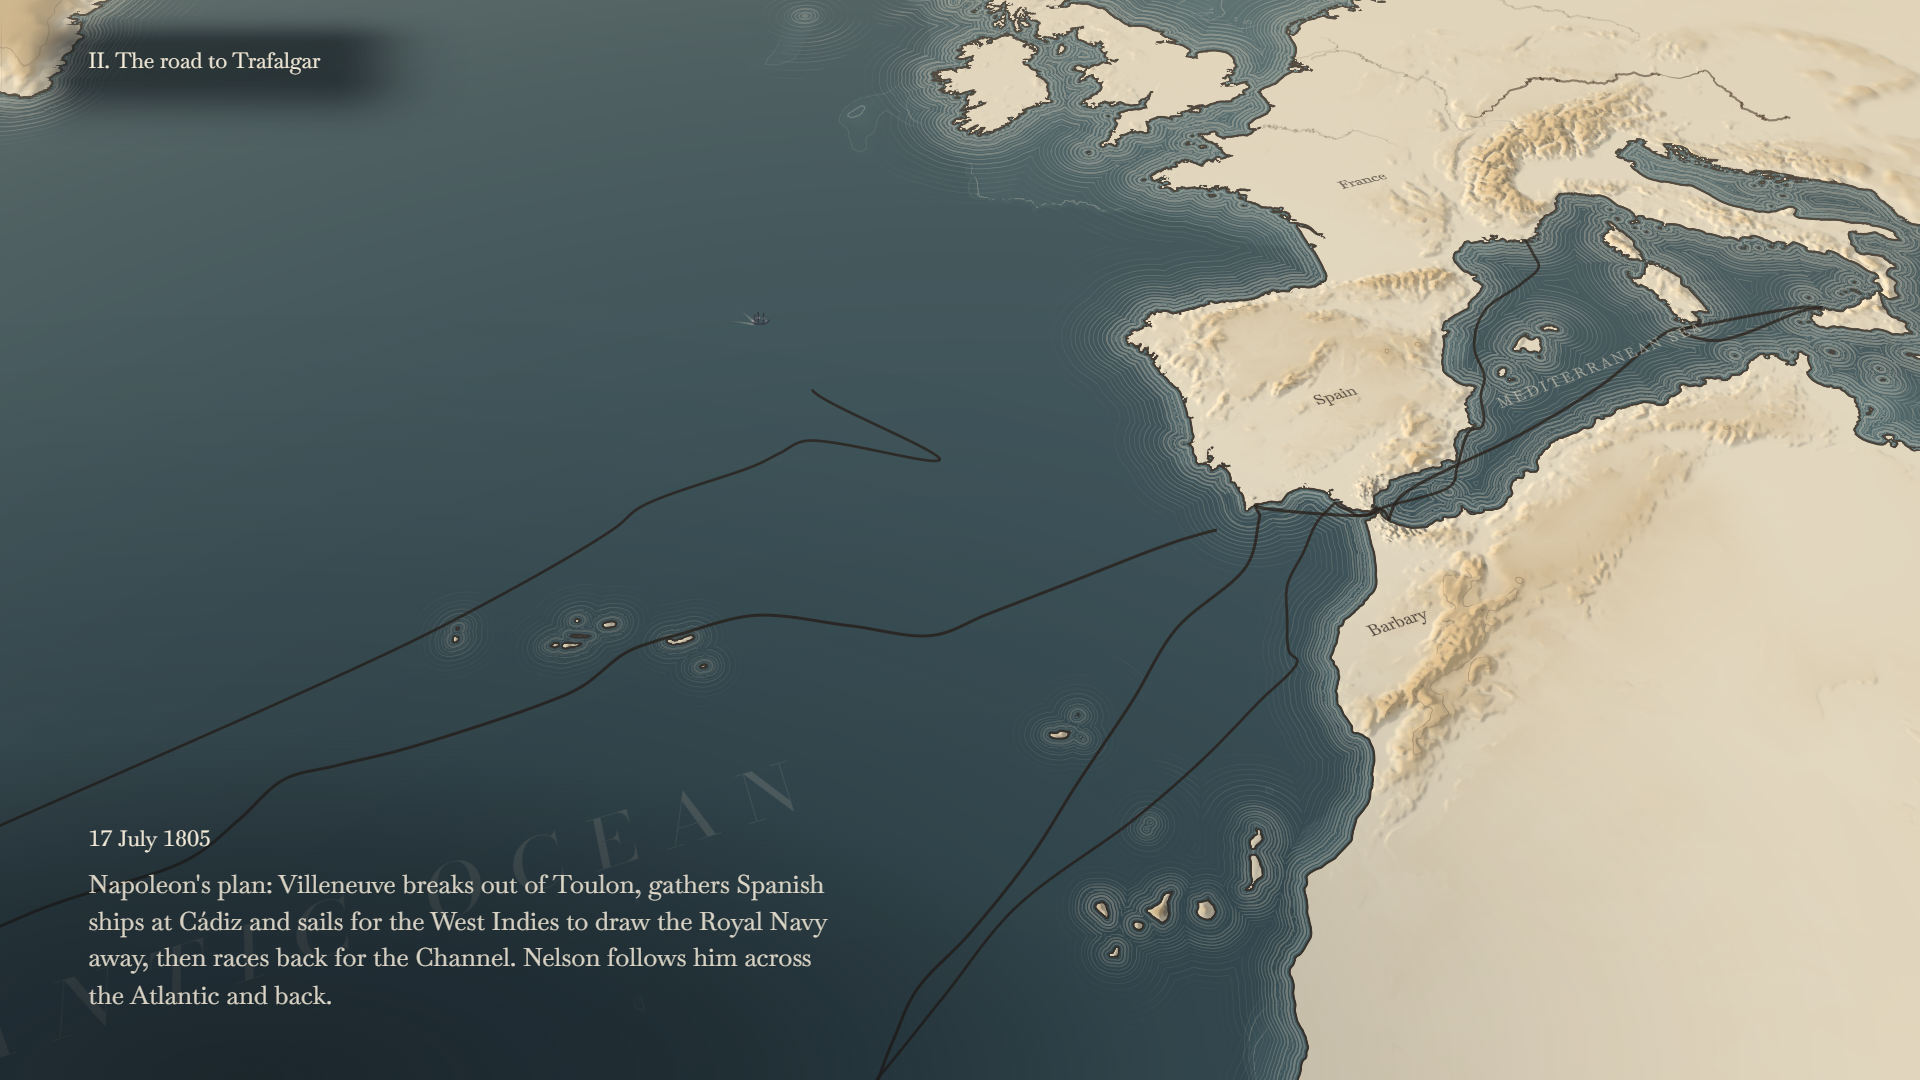 II. The road to Trafalgar
France
Spain
MEDITERRANEAN SEA
Barbary
OCEAN
17 July 1805
Napoleon's plan: Villeneuve breaks out of Toulon, gathers Spanish
ships at Cádiz and sails for the West Indies to draw the Royal Navy
away, then races back for the Channel. Nelson follows him across
the Atlantic and back.